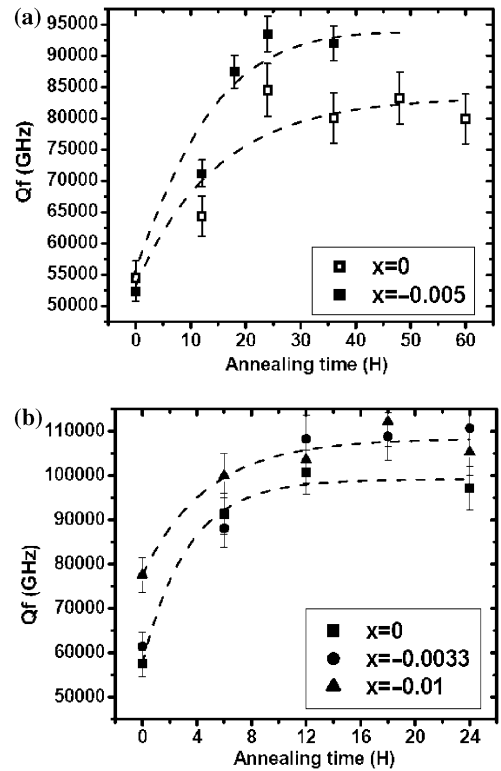 (a)
95000
90000
85000
80000
75000
70000
65000
60000
55000
50000
Qf (GHz)
x=0
x=-0.005
0 10 20 30 40 50 60
Annealing time (H)
(b)
110000
100000
90000
80000
70000
60000
50000
Qf (GHz)
x=0
x=-0.0033
x=-0.01
0 4 8 12 16 20 24
Annealing time (H)